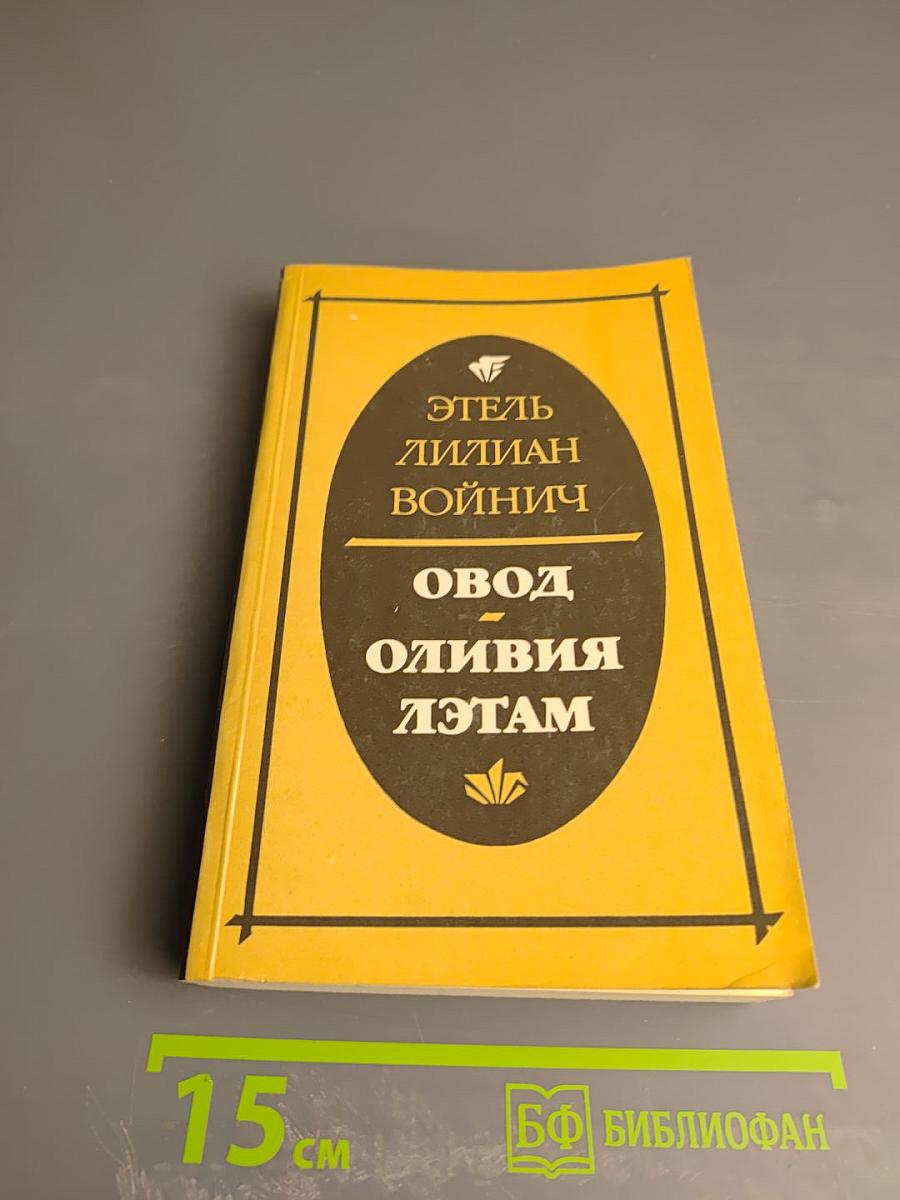 ЭТЕЛЬ
ЛИЛИАН
ВОЙНИЧ
ОВОД
ОЛИВИЯ
ЛЭТАМ
15 см
БФ БИБЛИОФАН